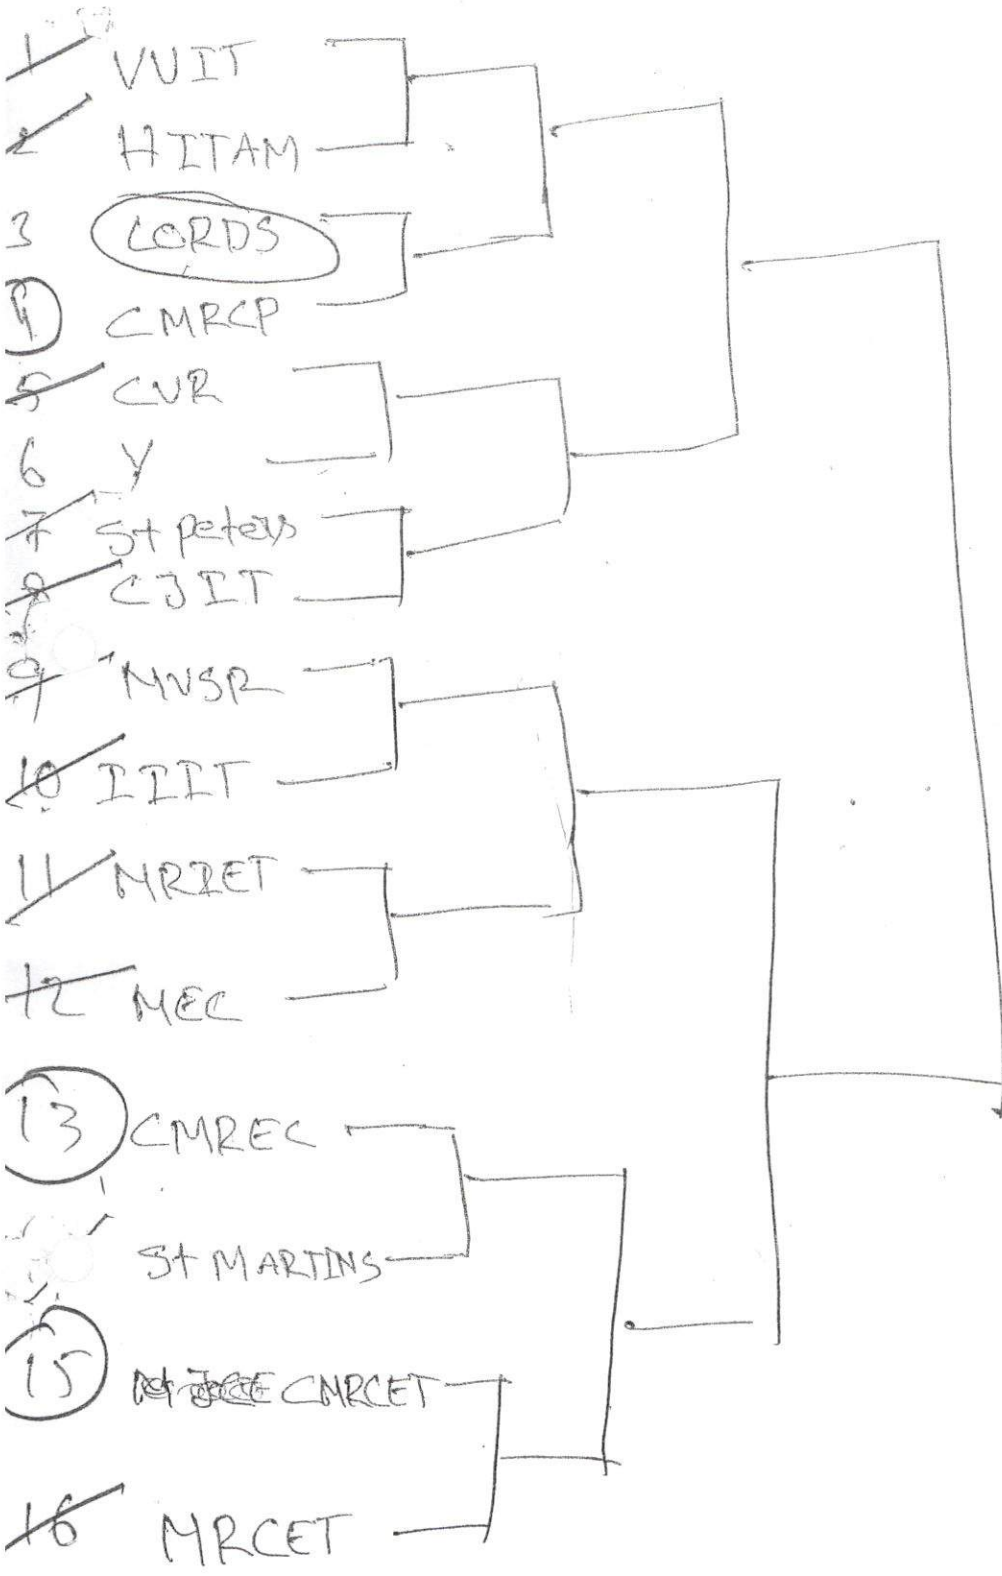 1 VUIT
2 HITAM
3 LORDS
4 CMRCP
5 CVR
6 Y
7 St peters
8 CJIT
9 MVSR
10 IIIT
11 MRIET
12 MEC
13 CMREC
St MARTINS
15 CMRCET
16 MRCET